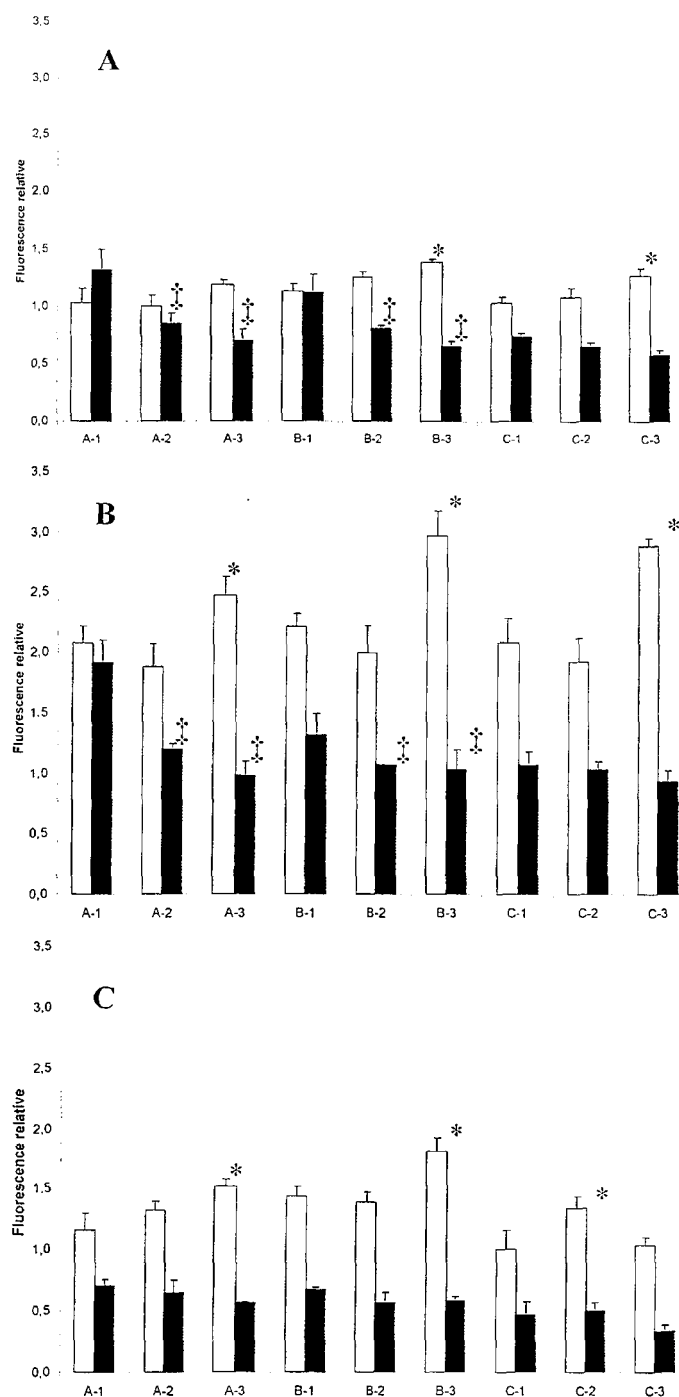 3,5
A
3,0
2,5
2,0
1,5
1,0
0,5
0,0
Fluorescence relative
‡ ‡ ‡ * ‡ *
A-1 A-2 A-3 B-1 B-2 B-3 C-1 C-2 C-3
3,5
B
3,0
2,5
2,0
1,5
1,0
0,5
0,0
Fluorescence relative
‡ * ‡ ‡ * ‡ *
A-1 A-2 A-3 B-1 B-2 B-3 C-1 C-2 C-3
3,5
C
3,0
2,5
2,0
1,5
1,0
0,5
0,0
Fluorescence relative
* * *
A-1 A-2 A-3 B-1 B-2 B-3 C-1 C-2 C-3